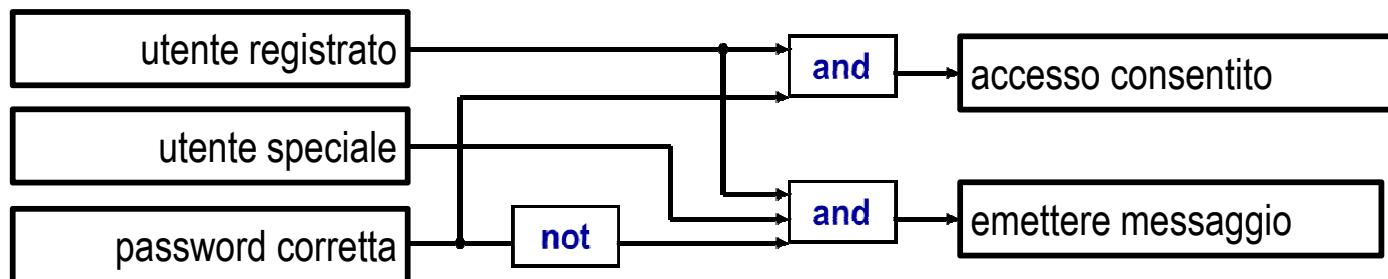 utente registrato
and
accesso consentito
utente speciale
and
emettere messaggio
password corretta
not